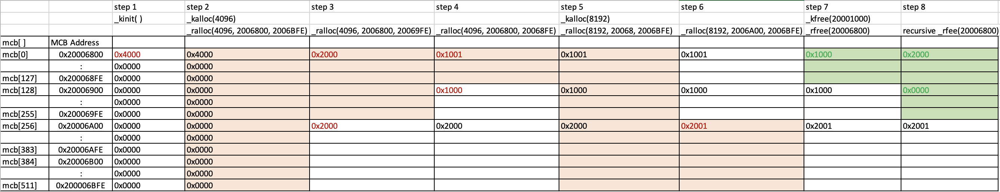 step 1 step 2 step 3 step 4 step 5 step 6 step 7 step 8
_kinit( ) _kalloc(4096) _kalloc(8192) _kfree(20001000)
_ralloc(4096, 2006800, 2006BFE) _ralloc(4096, 2006800, 20069FE) _ralloc(4096, 2006800, 20068FE) _ralloc(8192, 20068, 2006BFE) _ralloc(8192, 2006A00, 2006BFE) _rfree(20006800) recursive _rfee(20006800)
mcb[ ] MCB Address
mcb[0] 0x20006800 0x4000 0x4000 0x2000 0x1001 0x1001 0x1001 0x1000 0x2000
: 0x0000 0x0000
mcb[127] 0x200068FE 0x0000 0x0000
mcb[128] 0x20006900 0x0000 0x0000 0x1000 0x1000 0x1000 0x1000 0x0000
: 0x0000 0x0000
mcb[255] 0x200069FE 0x0000 0x0000
mcb[256] 0x20006A00 0x0000 0x0000 0x2000 0x2000 0x2000 0x2001 0x2001 0x2001
: 0x0000 0x0000
mcb[383] 0x20006AFE 0x0000 0x0000
mcb[384] 0x20006B00 0x0000 0x0000
: 0x0000 0x0000
mcb[511] 0x200006BFE 0x0000 0x0000